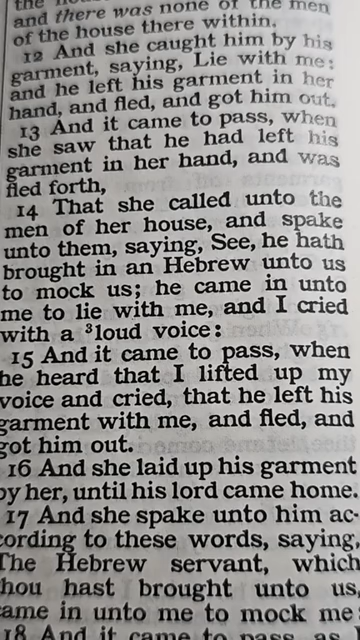 the
and there was none of the men
of the house there within.
12 And she caught him by his
garment, saying, Lie with me:
and he left his garment in her
hand, and fled, and got him out.
13 And it came to pass, when
she saw that he had left his
garment in her hand, and was
fled forth,
14 That she called unto the
men of her house, and spake
unto them, saying, See, he hath
brought in an Hebrew unto us
to mock us; he came in unto
me to lie with me, and I cried
with a ³loud voice:
15 And it came to pass, when
he heard that I lifted up my
voice and cried, that he left his
garment with me, and fled, and
got him out.
16 And she laid up his garment
by her, until his lord came home.
17 And she spake unto him ac-
cording to these words, saying,
The Hebrew servant, which
thou hast brought unto us,
came in unto me to mock me:
18 And it came to pass, as